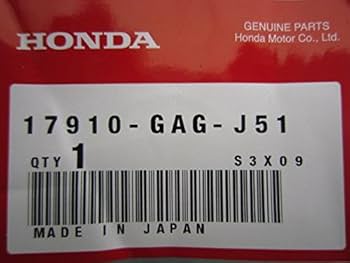 HONDA
GENUINE PARTS
Honda Motor Co., Ltd.
17910-GAG-J51
QTY 1 S3X09
MADE IN JAPAN